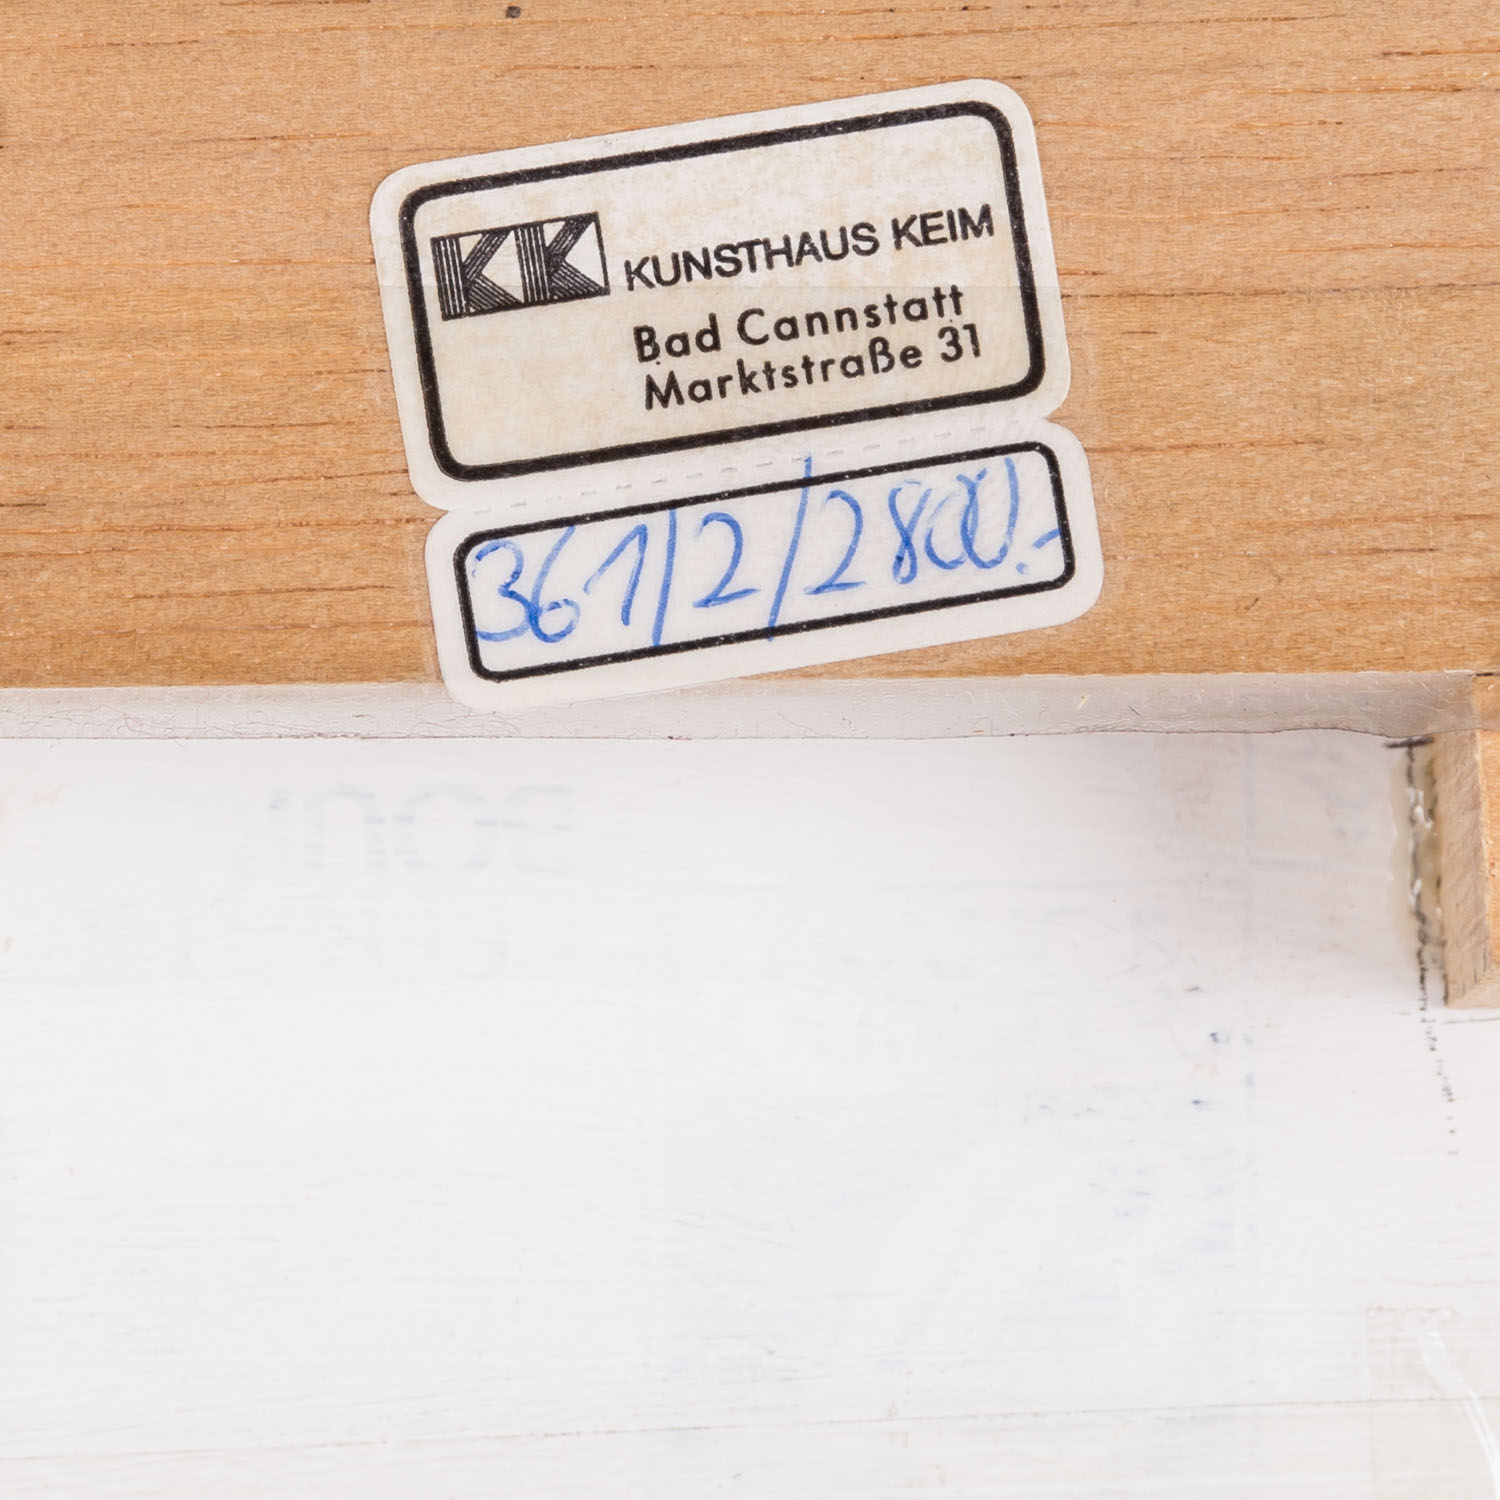 KK KUNSTHAUS KEIM
Bad Cannstatt
Marktstraße 31
361/2/2800.-